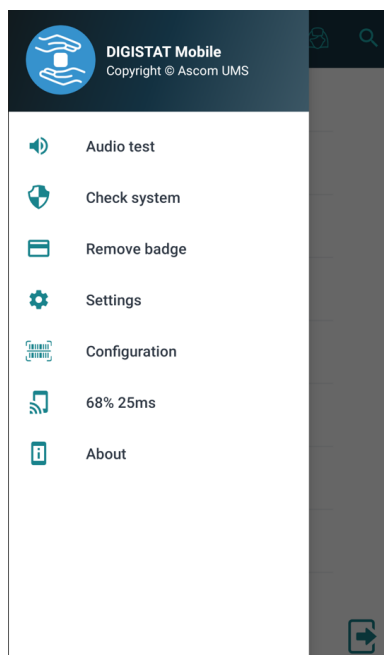 DIGISTAT Mobile
Copyright © Ascom UMS
Audio test
Check system
Remove badge
Settings
Configuration
68% 25ms
About